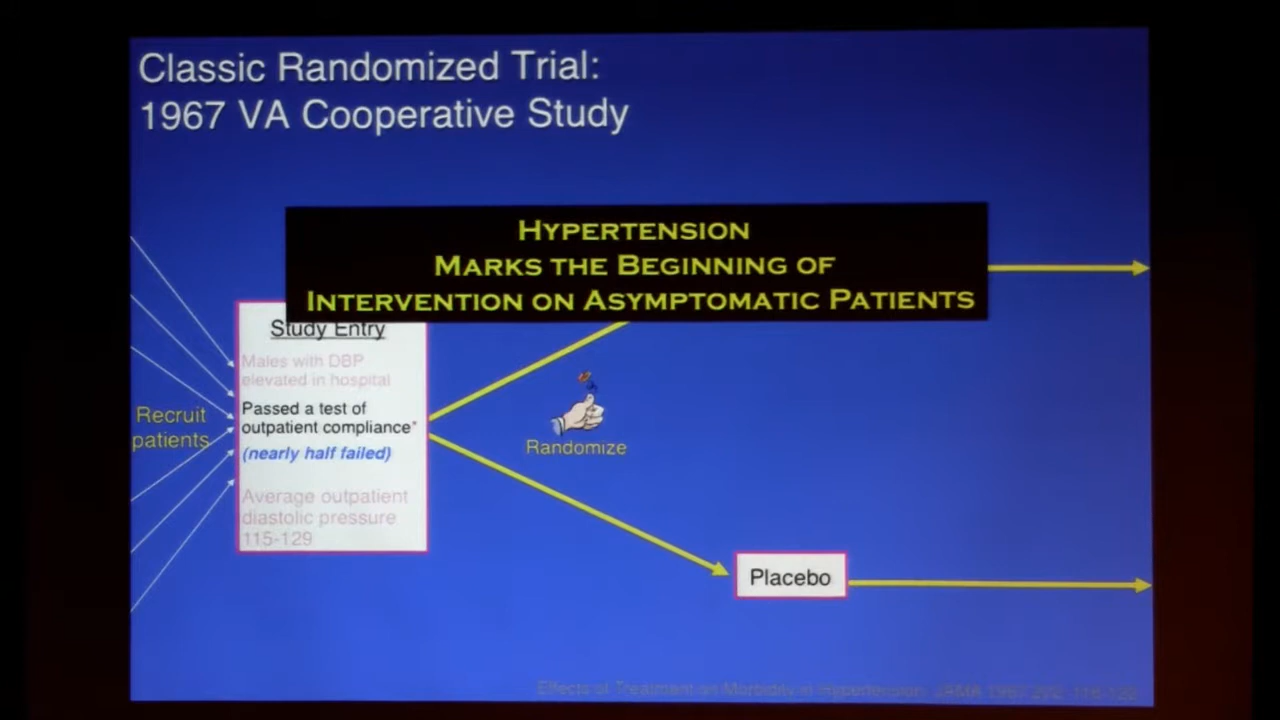 Classic Randomized Trial:
1967 VA Cooperative Study
HYPERTENSION
MARKS THE BEGINNING OF
INTERVENTION ON ASYMPTOMATIC PATIENTS
Study Entry
Males with DBP
elevated in hospital
Passed a test of
outpatient compliance*
(nearly half failed)
Average outpatient
diastolic pressure
115-129
Recruit
patients
Randomize
Placebo
Effects of Treatment on Morbidity in Hypertension. JAMA 1967